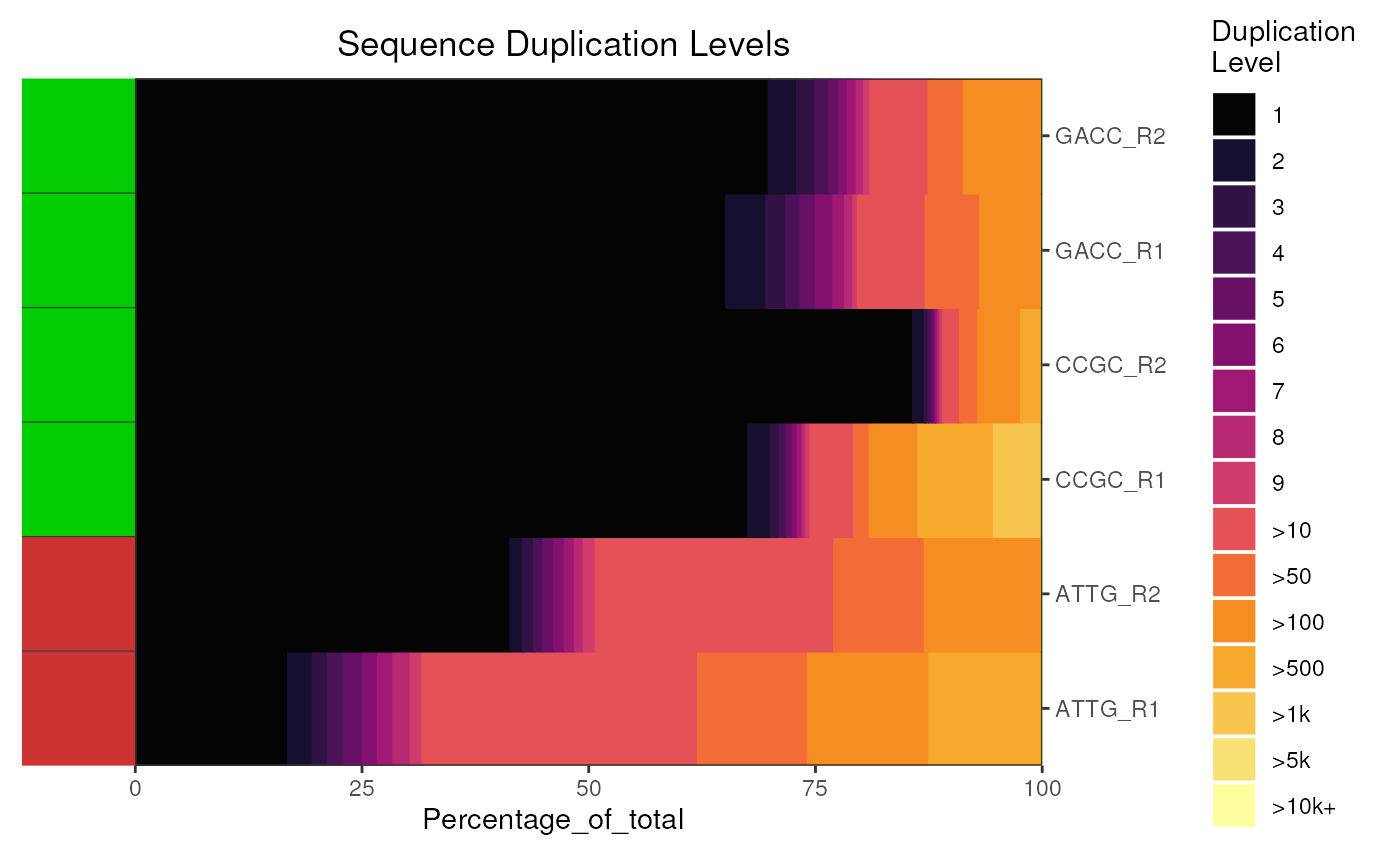 Sequence Duplication Levels
GACC_R2
GACC_R1
CCGC_R2
CCGC_R1
ATTG_R2
ATTG_R1
0 25 50 75 100
Percentage_of_total
Duplication
Level
1
2
3
4
5
6
7
8
9
>10
>50
>100
>500
>1k
>5k
>10k+